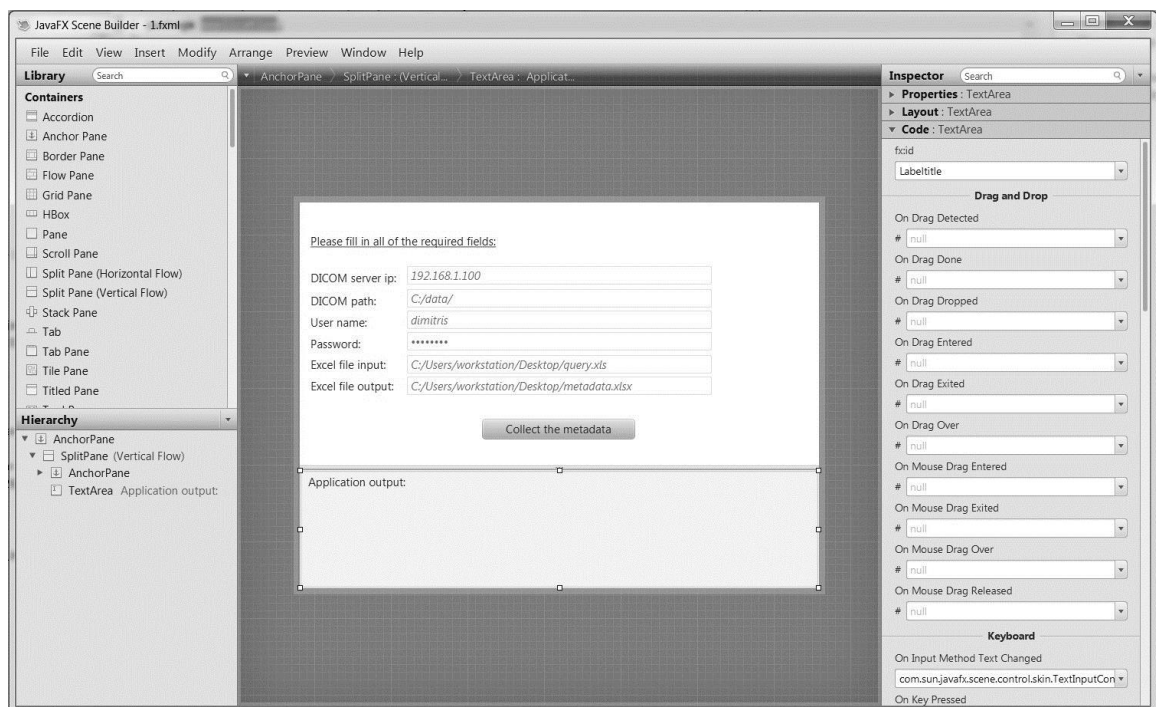 JavaFX Scene Builder - 1.fxml
File Edit View Insert Modify Arrange Preview Window Help
Library Search
AnchorPane SplitPane : (Vertical... TextArea : Applicat...
Containers
Accordion
Anchor Pane
Border Pane
Flow Pane
Grid Pane
HBox
Pane
Scroll Pane
Split Pane (Horizontal Flow)
Split Pane (Vertical Flow)
Stack Pane
Tab
Tab Pane
Tile Pane
Titled Pane
Hierarchy
AnchorPane
SplitPane (Vertical Flow)
AnchorPane
TextArea Application output:
Please fill in all of the required fields:
DICOM server ip: 192.168.1.100
DICOM path: C:/data/
User name: dimitris
Password: ••••••••
Excel file input: C:/Users/workstation/Desktop/query.xls
Excel file output: C:/Users/workstation/Desktop/metadata.xlsx
Collect the metadata
Application output:
Inspector Search
Properties : TextArea
Layout : TextArea
Code : TextArea
fx:id
Labeltitle
Drag and Drop
On Drag Detected
# null
On Drag Done
# null
On Drag Dropped
# null
On Drag Entered
# null
On Drag Exited
# null
On Drag Over
# null
On Mouse Drag Entered
# null
On Mouse Drag Exited
# null
On Mouse Drag Over
# null
On Mouse Drag Released
# null
Keyboard
On Input Method Text Changed
com.sun.javafx.scene.control.skin.TextInputCon
On Key Pressed